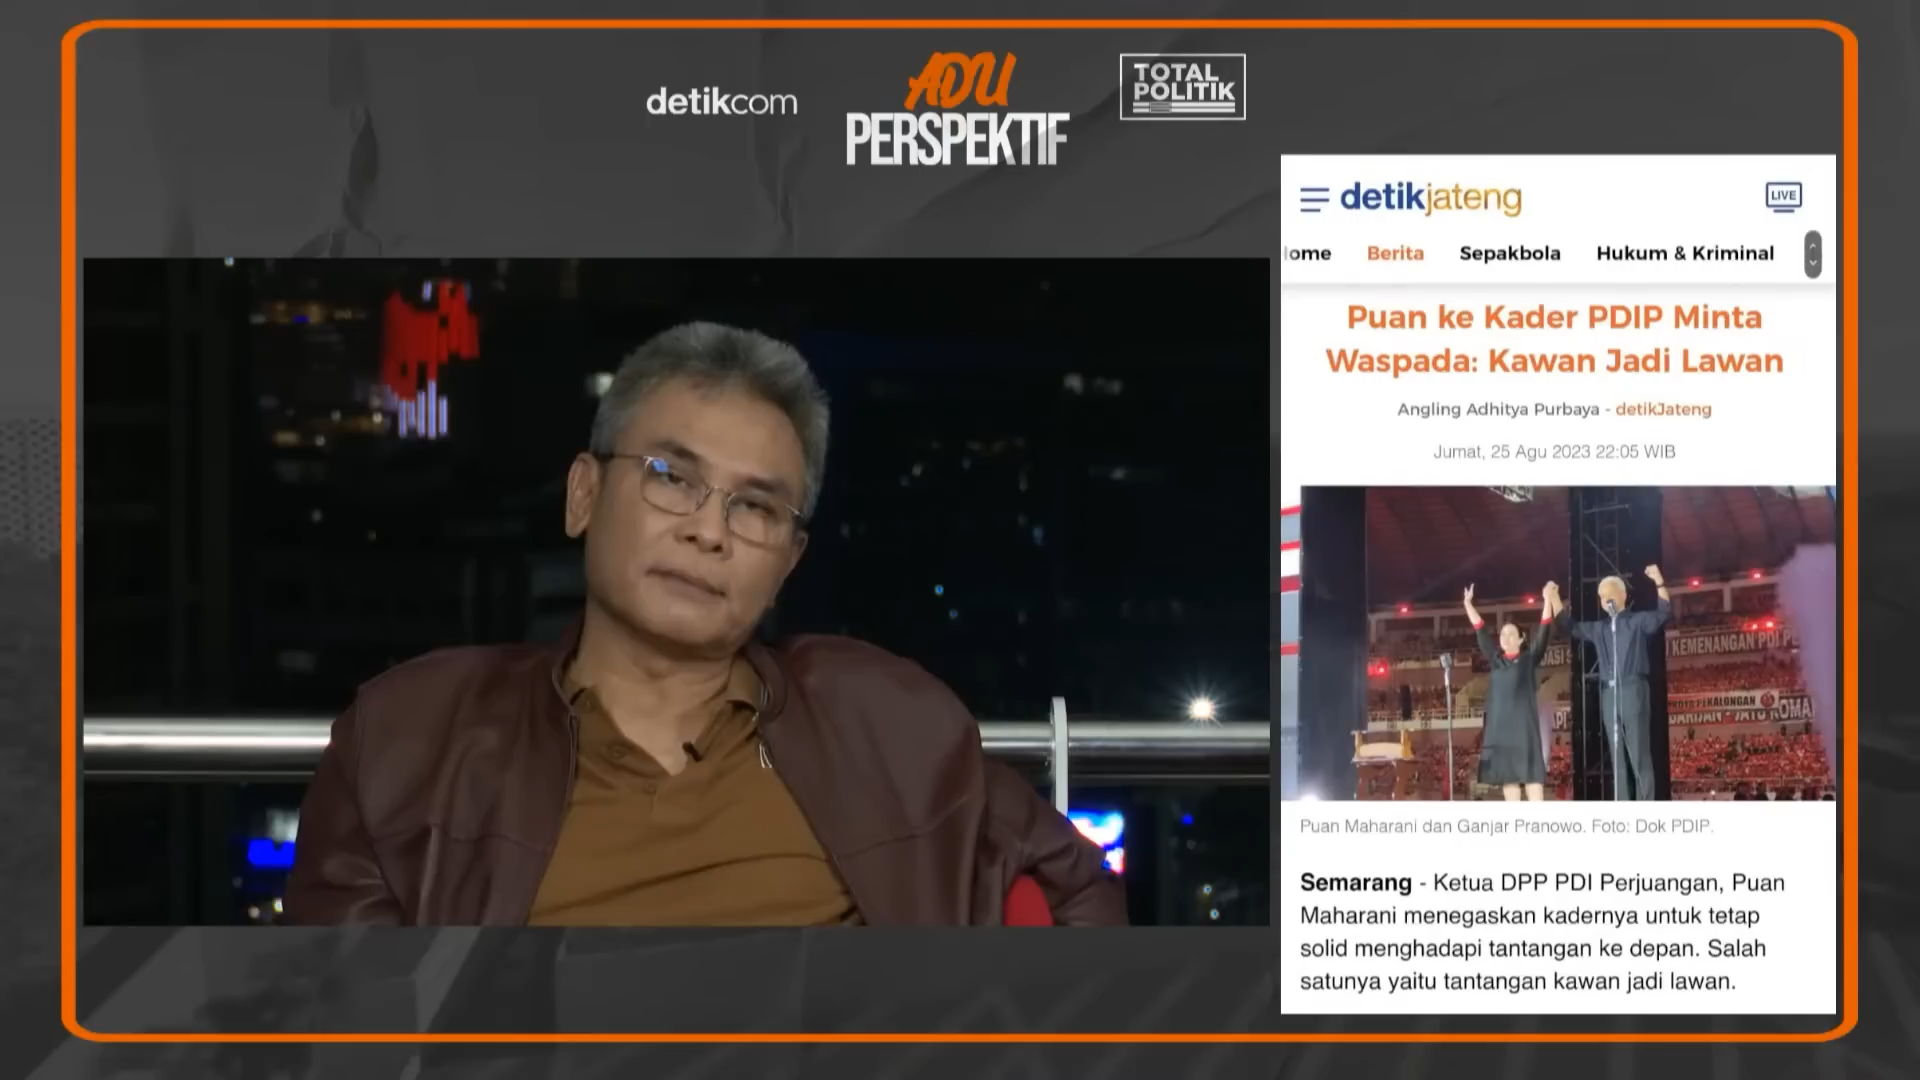 detikcom
ADU
PERSPEKTIF
TOTAL
POLITIK
detikjateng
LIVE
ome
Berita
Sepakbola
Hukum & Kriminal
Puan ke Kader PDIP Minta
Waspada: Kawan Jadi Lawan
Angling Adhitya Purbaya - detikJateng
Jumat, 25 Agu 2023 22:05 WIB
KEMENANGAN PDI PE
PEKALONGAN
Puan Maharani dan Ganjar Pranowo. Foto: Dok PDIP.
Semarang - Ketua DPP PDI Perjuangan, Puan
Maharani menegaskan kadernya untuk tetap
solid menghadapi tantangan ke depan. Salah
satunya yaitu tantangan kawan jadi lawan.